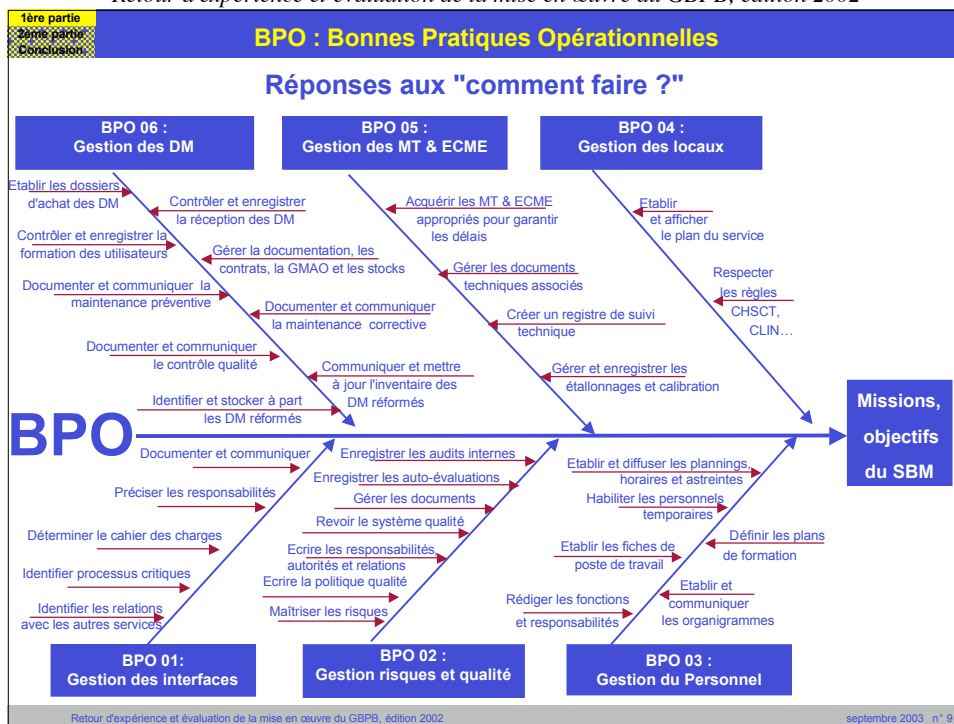 Retour d'expérience et évaluation de la mise en œuvre du GBPB, édition 2002
1ère partie
2ème partie
Conclusion
BPO : Bonnes Pratiques Opérationnelles
Réponses aux "comment faire ?"
BPO 06 :
Gestion des DM
BPO 05 :
Gestion des MT & ECME
BPO 04 :
Gestion des locaux
Etablir les dossiers
d'achat des DM
Contrôler et enregistrer
la réception des DM
Contrôler et enregistrer la
formation des utilisateurs
Gérer la documentation, les
contrats, la GMAO et les stocks
Documenter et communiquer la
maintenance préventive
Documenter et communiquer
la maintenance corrective
Documenter et communiquer
le contrôle qualité
Communiquer et mettre
à jour l'inventaire des
DM réformés
Identifier et stocker à part
les DM réformés
Acquérir les MT & ECME
appropriés pour garantir
les délais
Gérer les documents
techniques associés
Créer un registre de suivi
technique
Gérer et enregistrer les
étallonnages et calibration
Etablir
et afficher
le plan du service
Respecter
les règles
CHSCT,
CLIN…
BPO
Missions,
objectifs
du SBM
Documenter et communiquer
Préciser les responsabilités
Déterminer le cahier des charges
Identifier processus critiques
Identifier les relations
avec les autres services
Enregistrer les audits internes
Enregistrer les auto-évaluations
Gérer les documents
Revoir le système qualité
Ecrire les responsabilités,
autorités et relations
Ecrire la politique qualité
Maîtriser les risques
Etablir et diffuser les plannings,
horaires et astreintes
Habiliter les personnels
temporaires
Définir les plans
de formation
Etablir les fiches de
poste de travail
Etablir et
communiquer
les organigrammes
Rédiger les fonctions
et responsabilités
BPO 01:
Gestion des interfaces
BPO 02 :
Gestion risques et qualité
BPO 03 :
Gestion du Personnel
Retour d'expérience et évaluation de la mise en œuvre du GBPB, édition 2002
septembre 2003 n° 9